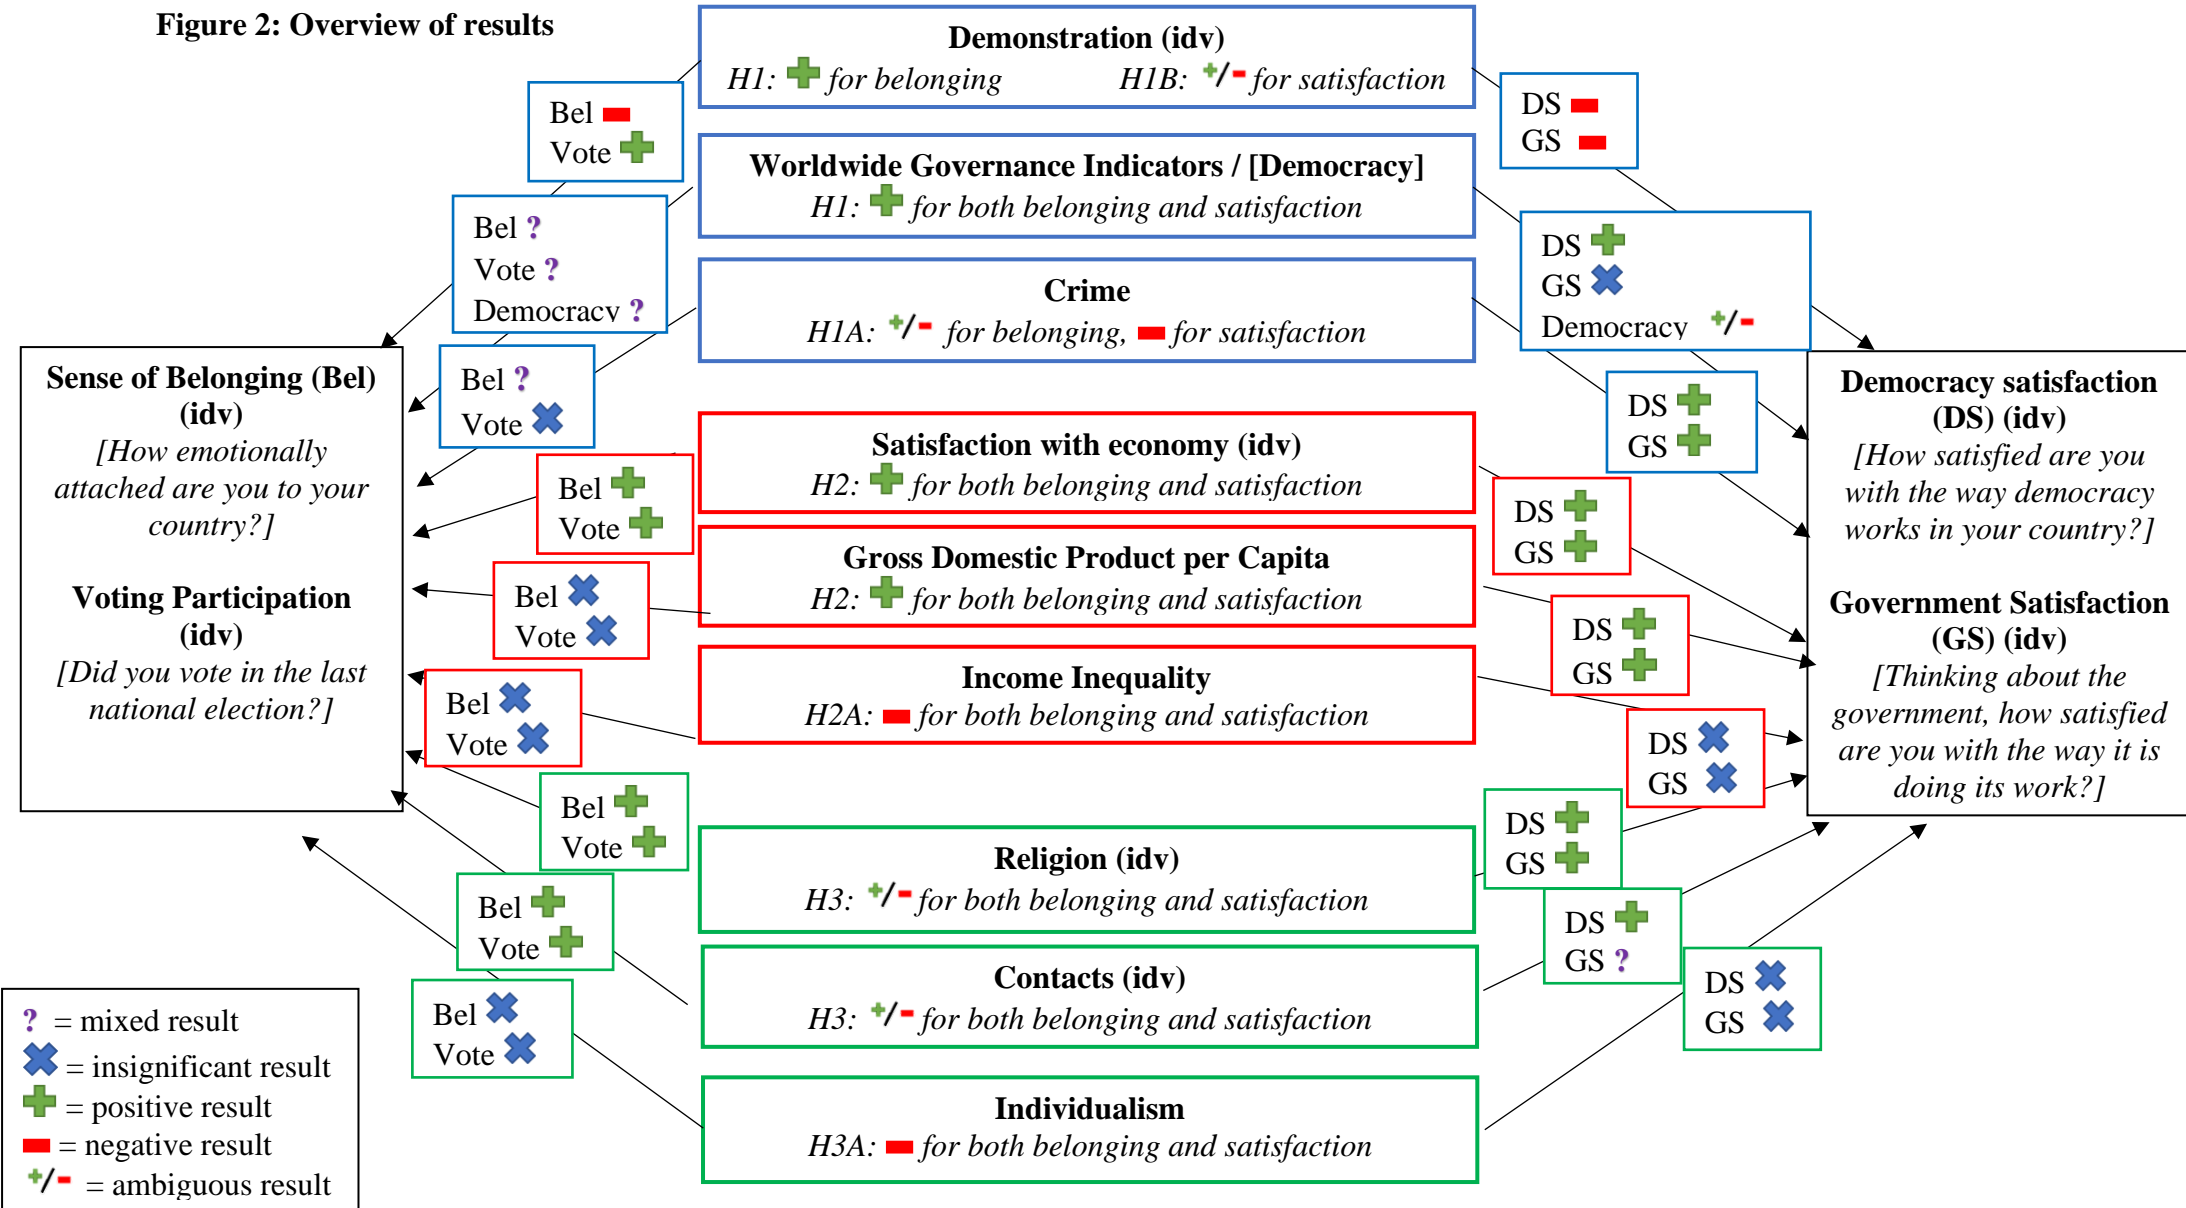 Figure 2: Overview of results
Demonstration (idv)
H1: ➕ for belonging H1B: +/- for satisfaction
Bel ➖
Vote ➕
DS ➖
GS ➖
Worldwide Governance Indicators / [Democracy]
H1: ➕ for both belonging and satisfaction
Bel ?
Vote ?
Democracy ?
DS ➕
GS ✖
Democracy +/-
Crime
H1A: +/- for belonging, ➖ for satisfaction
Bel ?
Vote ✖
DS ➕
GS ➕
Sense of Belonging (Bel)
(idv)
[How emotionally
attached are you to your
country?]
Voting Participation
(idv)
[Did you vote in the last
national election?]
Democracy satisfaction
(DS) (idv)
[How satisfied are you
with the way democracy
works in your country?]
Government Satisfaction
(GS) (idv)
[Thinking about the
government, how satisfied
are you with the way it is
doing its work?]
Satisfaction with economy (idv)
H2: ➕ for both belonging and satisfaction
Bel ➕
Vote ➕
DS ➕
GS ➕
Gross Domestic Product per Capita
H2: ➕ for both belonging and satisfaction
Bel ✖
Vote ✖
DS ➕
GS ➕
Income Inequality
H2A: ➖ for both belonging and satisfaction
Bel ✖
Vote ✖
DS ✖
GS ✖
Religion (idv)
H3: +/- for both belonging and satisfaction
Bel ➕
Vote ➕
DS ➕
GS ➕
Contacts (idv)
H3: +/- for both belonging and satisfaction
Bel ➕
Vote ➕
DS ➕
GS ?
Individualism
H3A: ➖ for both belonging and satisfaction
Bel ✖
Vote ✖
DS ✖
GS ✖
? = mixed result
✖ = insignificant result
➕ = positive result
➖ = negative result
+/- = ambiguous result